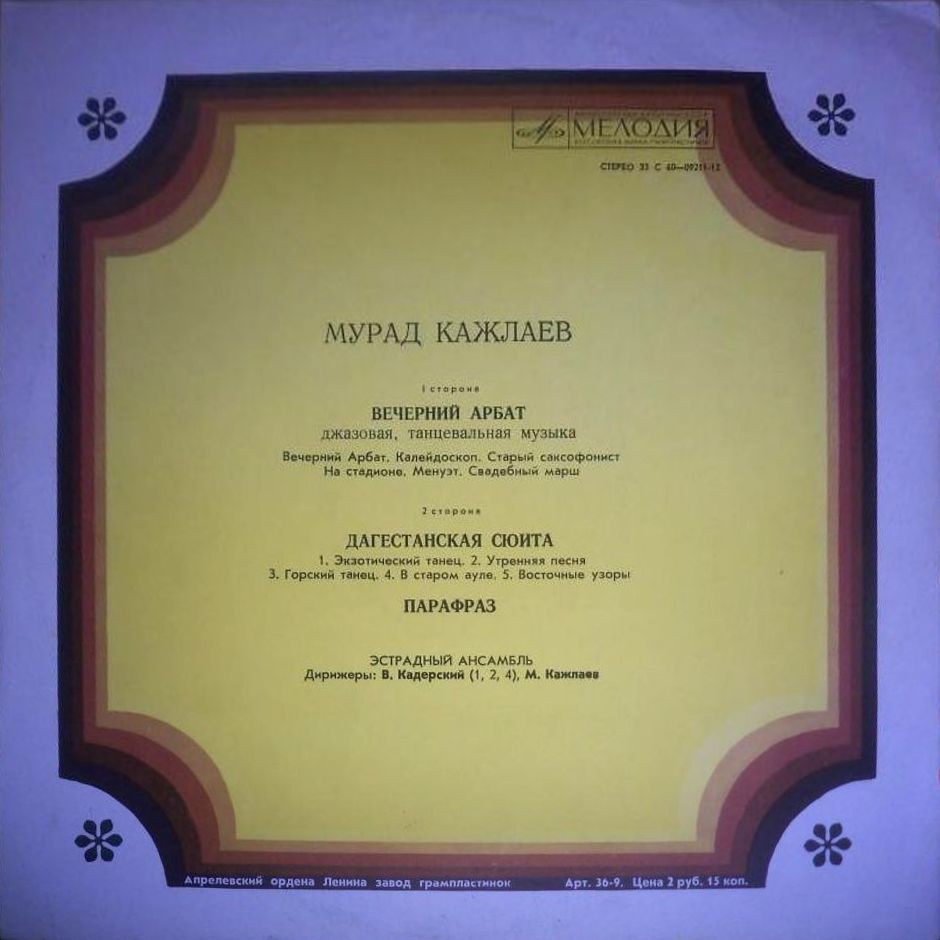 МЕЛОДИЯ
СТЕРЕО 33 С 60—09211-12
МУРАД КАЖЛАЕВ
1 сторона
ВЕЧЕРНИЙ АРБАТ
джазовая, танцевальная музыка
Вечерний Арбат. Калейдоскоп. Старый саксофонист
На стадионе. Менуэт. Свадебный марш
2 сторона
ДАГЕСТАНСКАЯ СЮИТА
1. Экзотический танец. 2. Утренняя песня
3. Горский танец. 4. В старом ауле. 5. Восточные узоры
ПАРАФРАЗ
ЭСТРАДНЫЙ АНСАМБЛЬ
Дирижеры: В. Кадерский (1, 2, 4), М. Кажлаев
Апрелевский ордена Ленина завод грампластинок Арт. 36-9. Цена 2 руб. 15 коп.